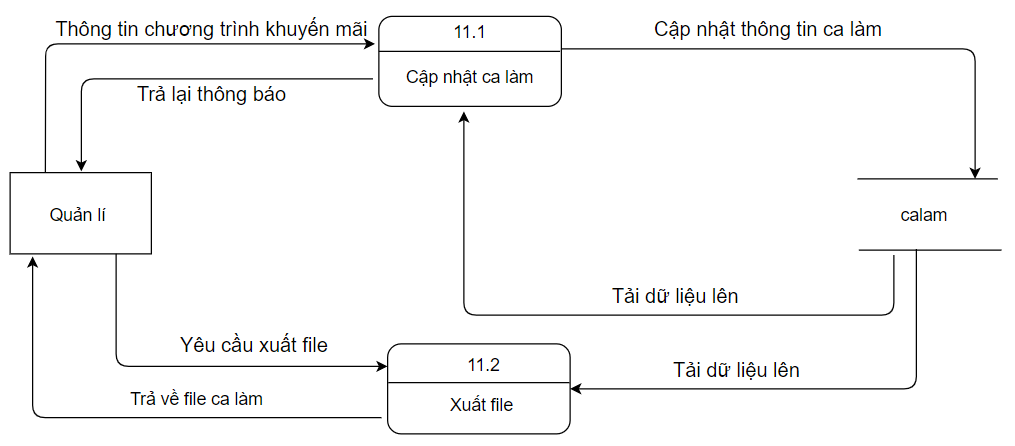 Thông tin chương trình khuyến mãi
11.1
Cập nhật thông tin ca làm
Cập nhật ca làm
Trả lại thông báo
Quản lí
calam
Tải dữ liệu lên
Yêu cầu xuất file
11.2
Tải dữ liệu lên
Trả về file ca làm
Xuất file